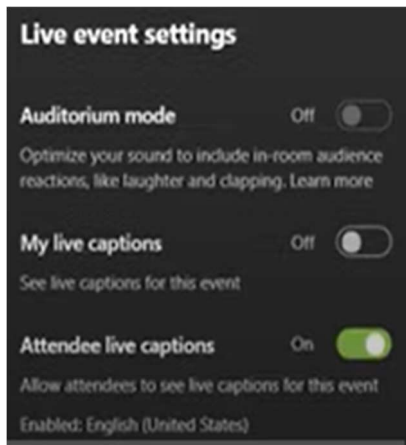 Live event settings
Auditorium mode Off
Optimize your sound to include in-room audience
reactions, like laughter and clapping. Learn more
My live captions Off
See live captions for this event
Attendee live captions On
Allow attendees to see live captions for this event
Enabled: English (United States)